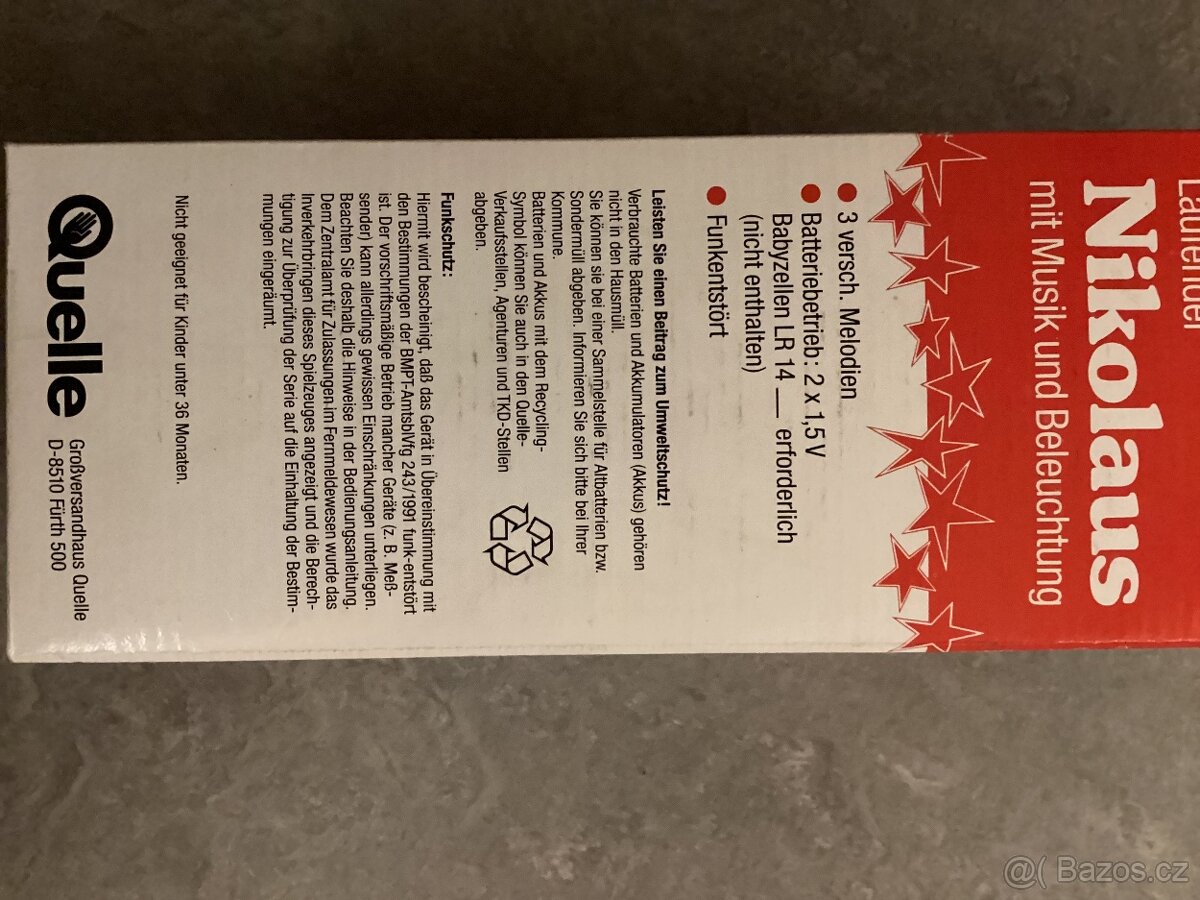 Laufender
Nikolaus
mit Musik und Beleuchtung
3 versch. Melodien
Batteriebetrieb: 2 x 1,5 V
Babyzellen LR 14 __ erforderlich
(nicht enthalten)
Funkentstört
Leisten Sie einen Beitrag zum Umweltschutz!
Verbrauchte Batterien und Akkumulatoren (Akkus) gehören
nicht in den Hausmüll.
Sie können sie bei einer Sammelstelle für Altbatterien bzw.
Sondermüll abgeben. Informieren Sie sich bitte bei Ihrer
Kommune.
Batterien und Akkus mit dem Recycling-
Symbol können Sie auch in den Quelle-
Verkaufsstellen, Agenturen und TKD-Stellen
abgeben.
Funkschutz:
Hiermit wird bescheinigt, daß das Gerät in Übereinstimmung mit
den Bestimmungen der BMPT-AmtsblVfg 243/1991 funk-entstört
ist. Der vorschriftsmäßige Betrieb mancher Geräte (z. B. Meß-
sender) kann allerdings gewissen Einschränkungen unterliegen.
Beachten Sie deshalb die Hinweise in der Bedienungsanleitung.
Dem Zentralamt für Zulassungen im Fernmeldewesen wurde das
Inverkehrbringen dieses Spielzeuges angezeigt und die Berech-
tigung zur Überprüfung der Serie auf die Einhaltung der Bestim-
mungen eingeräumt.
Nicht geeignet für Kinder unter 36 Monaten.
Quelle
Großversandhaus Quelle
D-8510 Fürth 500
@( Bazos.cz